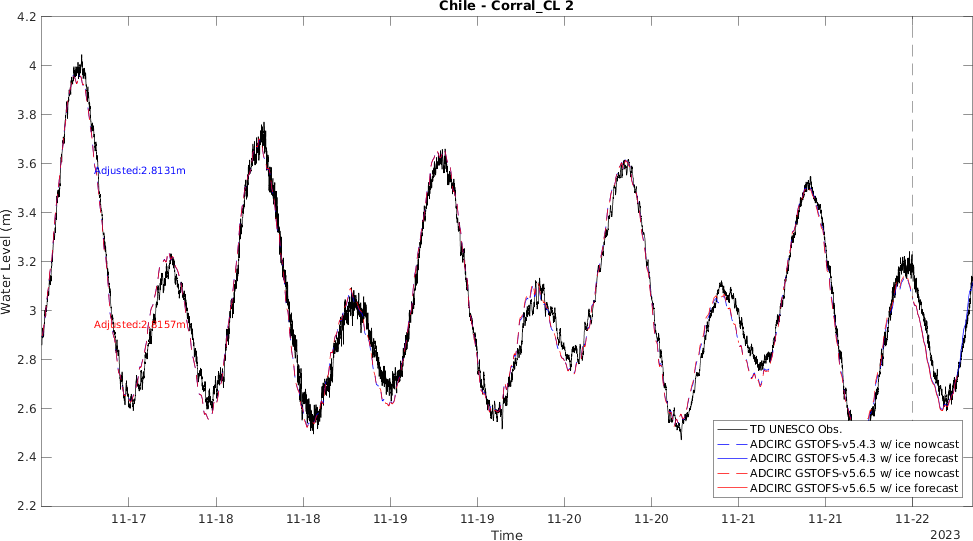 Chile - Corral_CL 2
4.2
4
3.8
3.6
3.4
3.2
3
2.8
2.6
2.4
2.2
Water Level (m)
Adjusted:2.8131m
Adjusted:2.8157m
TD UNESCO Obs.
ADCIRC GSTOFS-v5.4.3 w/ ice nowcast
ADCIRC GSTOFS-v5.4.3 w/ ice forecast
ADCIRC GSTOFS-v5.6.5 w/ ice nowcast
ADCIRC GSTOFS-v5.6.5 w/ ice forecast
11-17 11-18 11-18 11-19 11-19 11-20 11-20 11-21 11-21 11-22
Time
2023